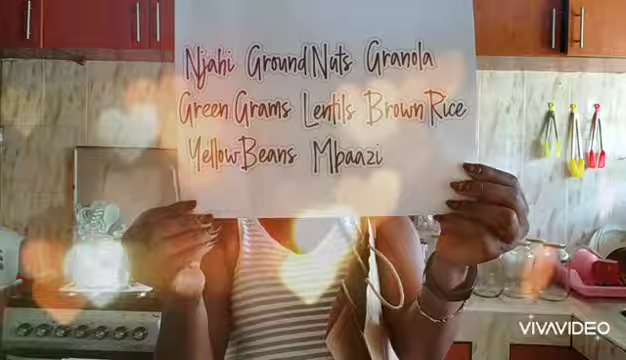 Njahi GroundNuts Granola
Green Grams Lentils Brown Rice
Yellow Beans Mbaazi
VIVAVIDEO